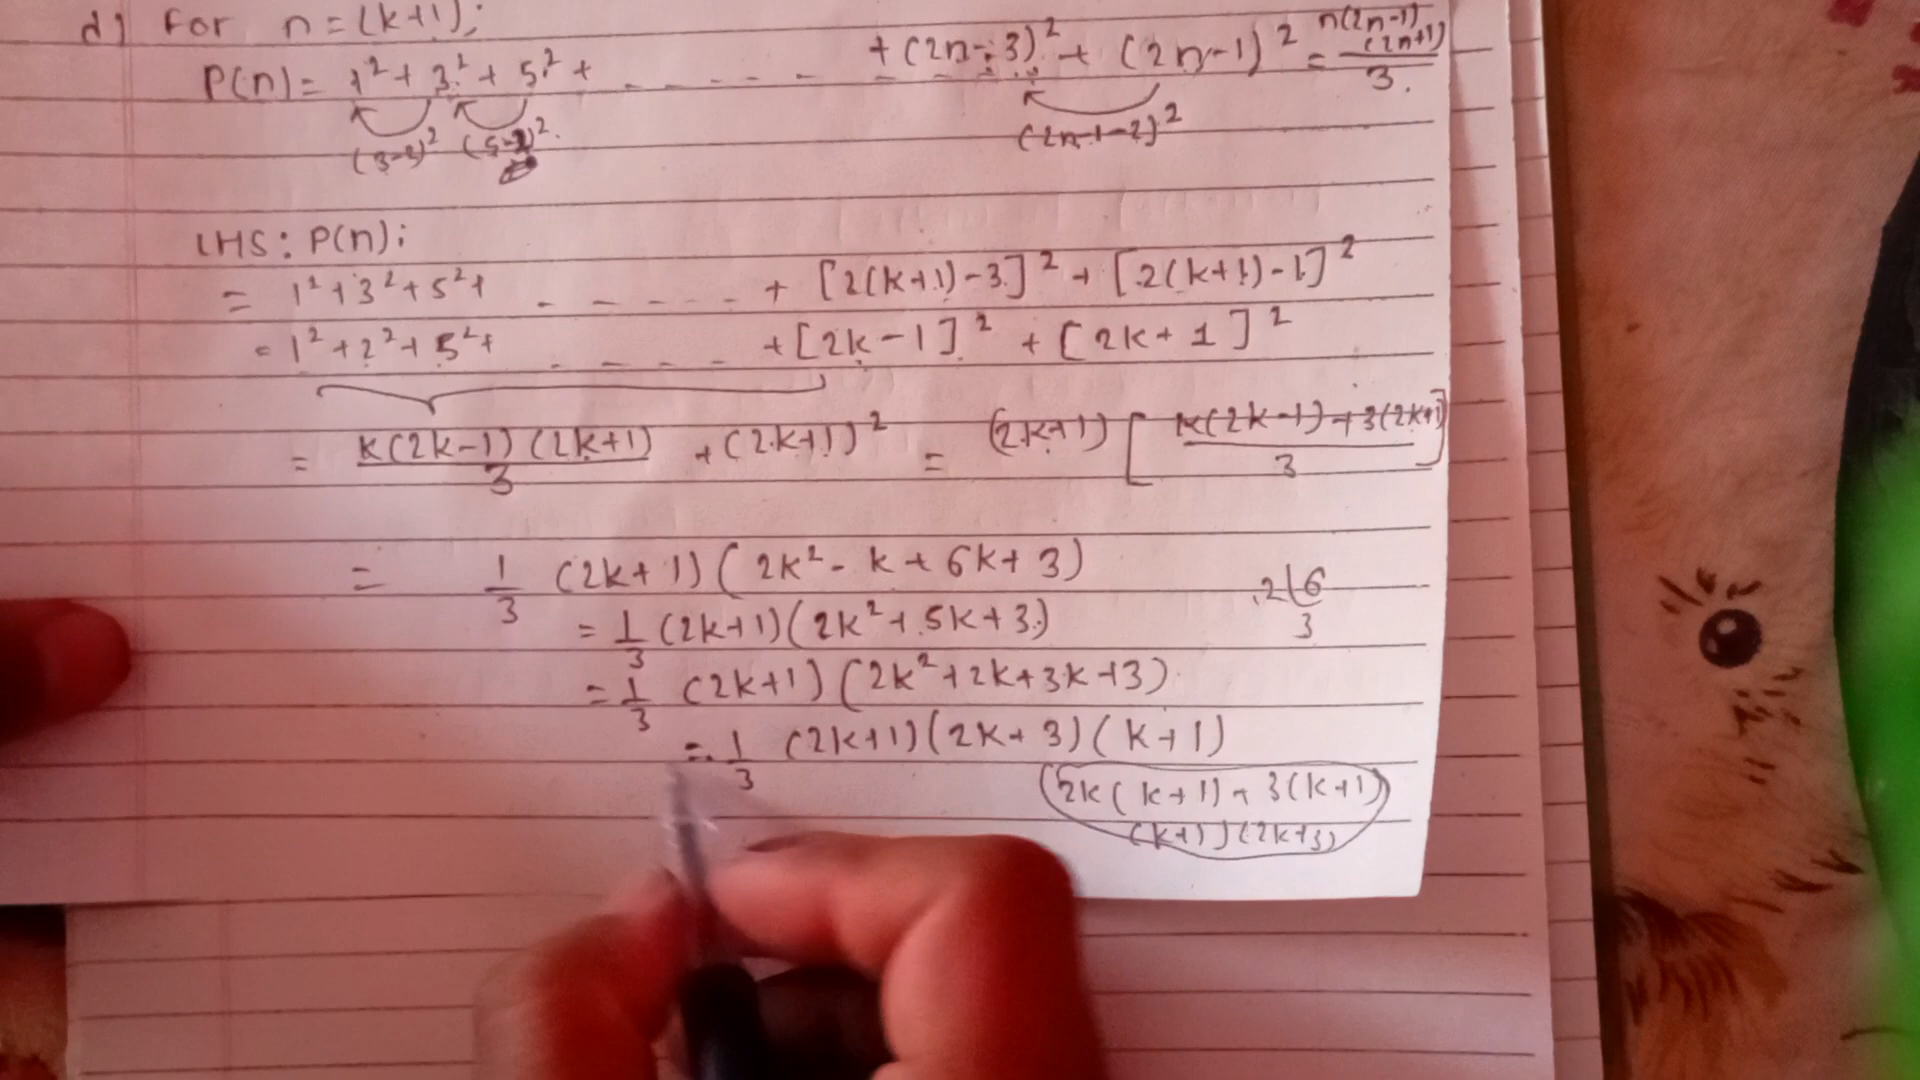 d) For n = (k+1);
P(n) = 1² + 3² + 5² + - - - - - - - + (2n-3)² + (2n-1)² = n(2n-1)(2n+1)/3.
(3-2)² (5-2)². (2n-1-2)²
LHS: P(n);
= 1² + 3² + 5² + - - - - - + [2(k+1)-3]² + [2(k+1)-1]²
= 1² + 2² + 5² + - - - - + [2k-1]² + [2k+1]²
= k(2k-1)(2k+1)/3 + (2k+1)² = (2k+1) [k(2k-1)+3(2k+1)/3]
= 1/3 (2k+1)(2k² - k + 6k + 3)
2|6
3
= 1/3 (2k+1)(2k² + 5k + 3)
= 1/3 (2k+1)(2k² + 2k + 3k + 3)
= 1/3 (2k+1)(2k+3)(k+1)
2k(k+1) + 3(k+1)
(k+1)(2k+3)